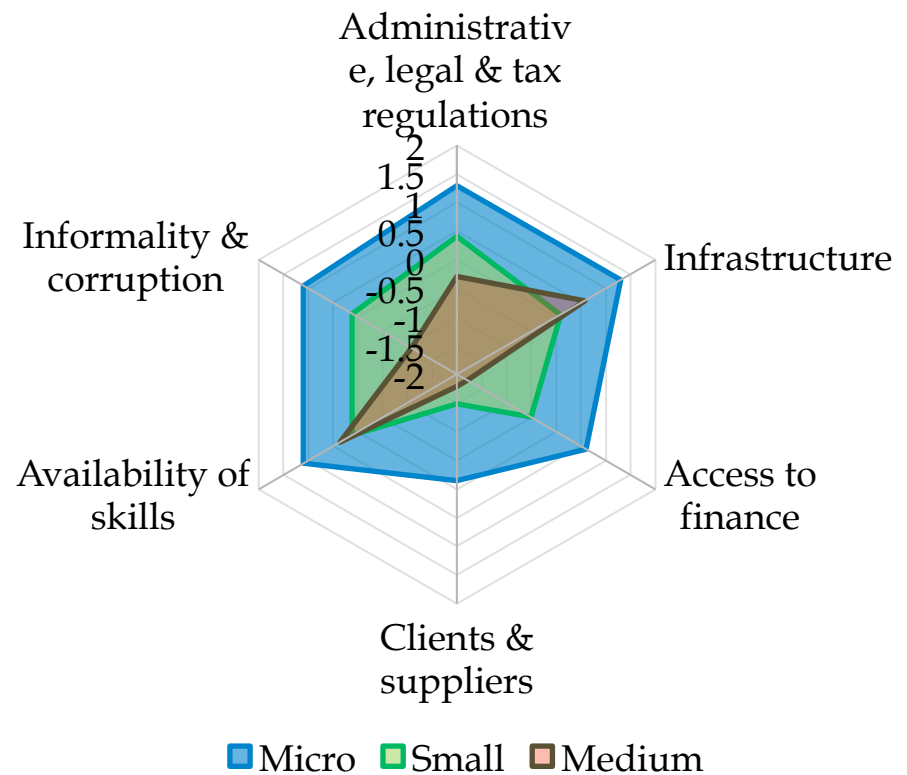 Administrativ
e, legal & tax
regulations
2
1.5
1
0.5
0
-0.5
-1
-1.5
-2
Informality &
corruption
Infrastructure
Availability of
skills
Access to
finance
Clients &
suppliers
Micro Small Medium